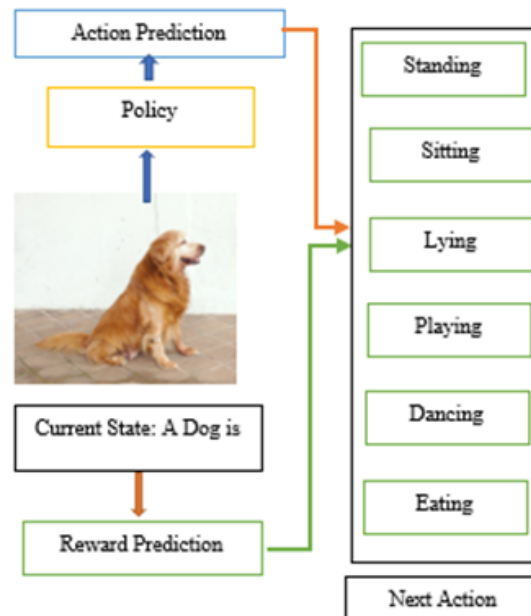 Action Prediction
Policy
Current State: A Dog is
Reward Prediction
Standing
Sitting
Lying
Playing
Dancing
Eating
Next Action